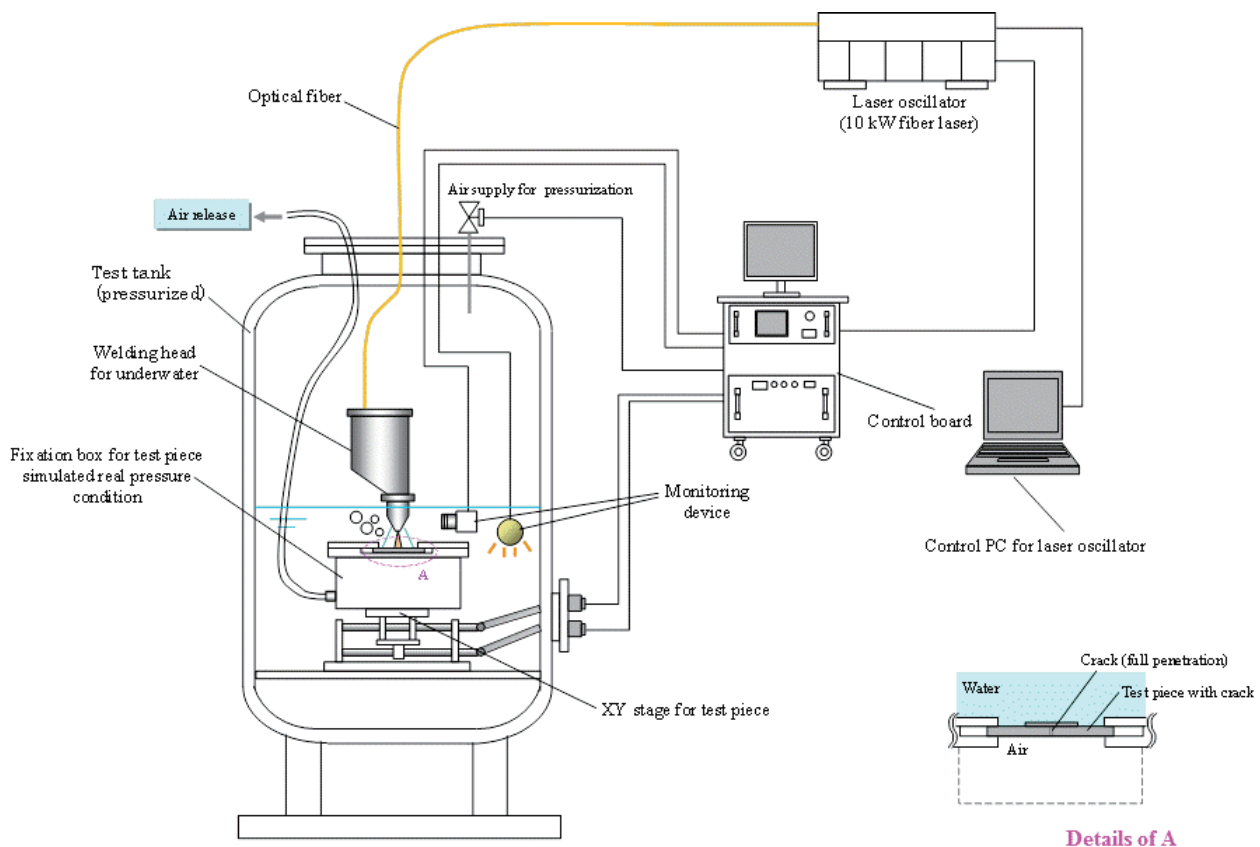 Optical fiber
Laser oscillator
(10 kW fiber laser)
Air supply for pressurization
Air release
Test tank
(pressurized)
Welding head
for underwater
Control board
Fixation box for test piece
simulated real pressure
condition
Monitoring
device
Control PC for laser oscillator
A
XY stage for test piece
Crack (full penetration)
Water
Test piece with crack
Air
Details of A